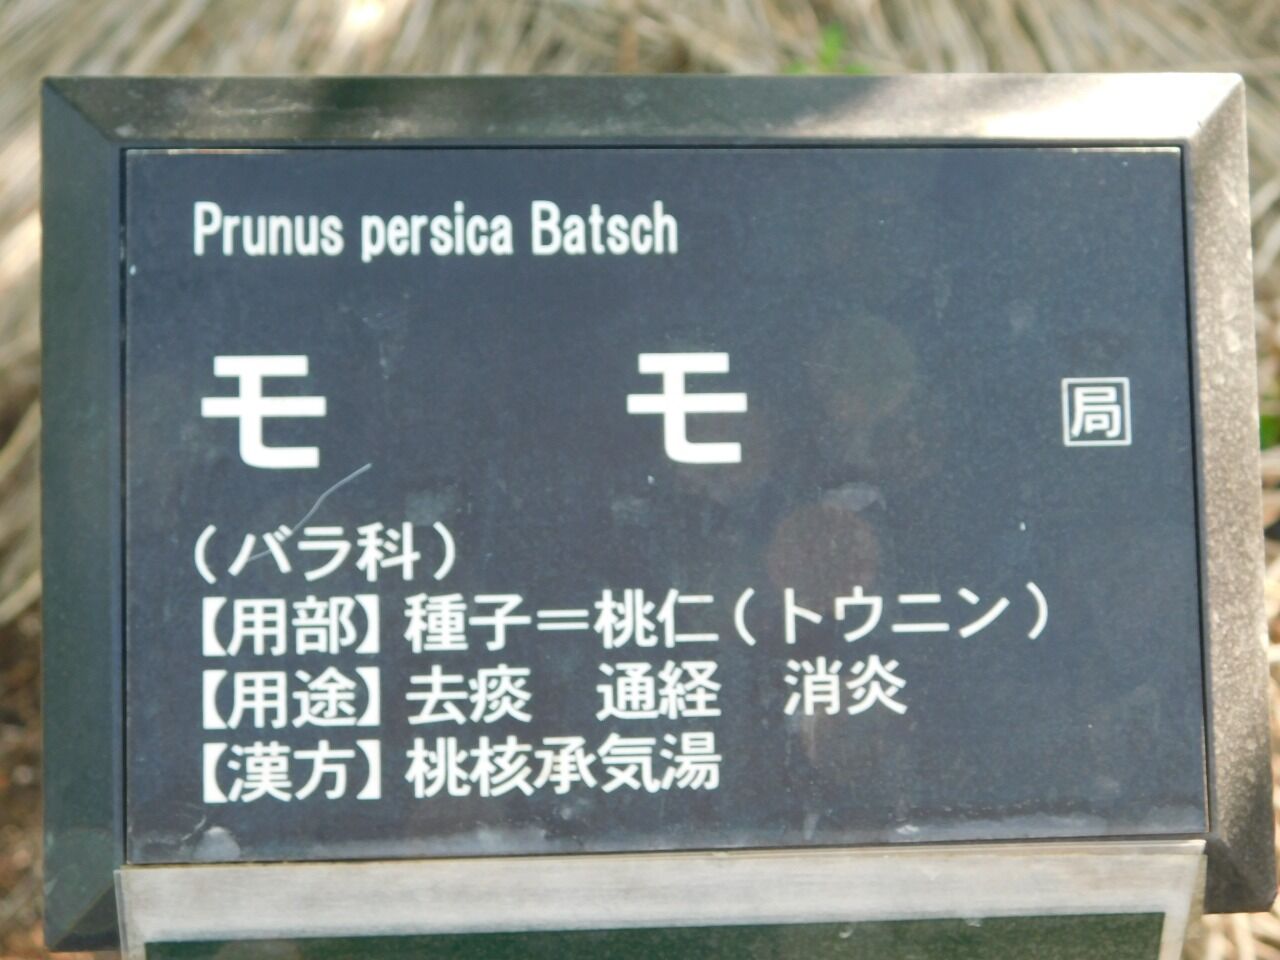 Prunus persica Batsch
モ モ 局
（バラ科）
【用部】種子＝桃仁（トウニン）
【用途】去痰　通経　消炎
【漢方】桃核承気湯